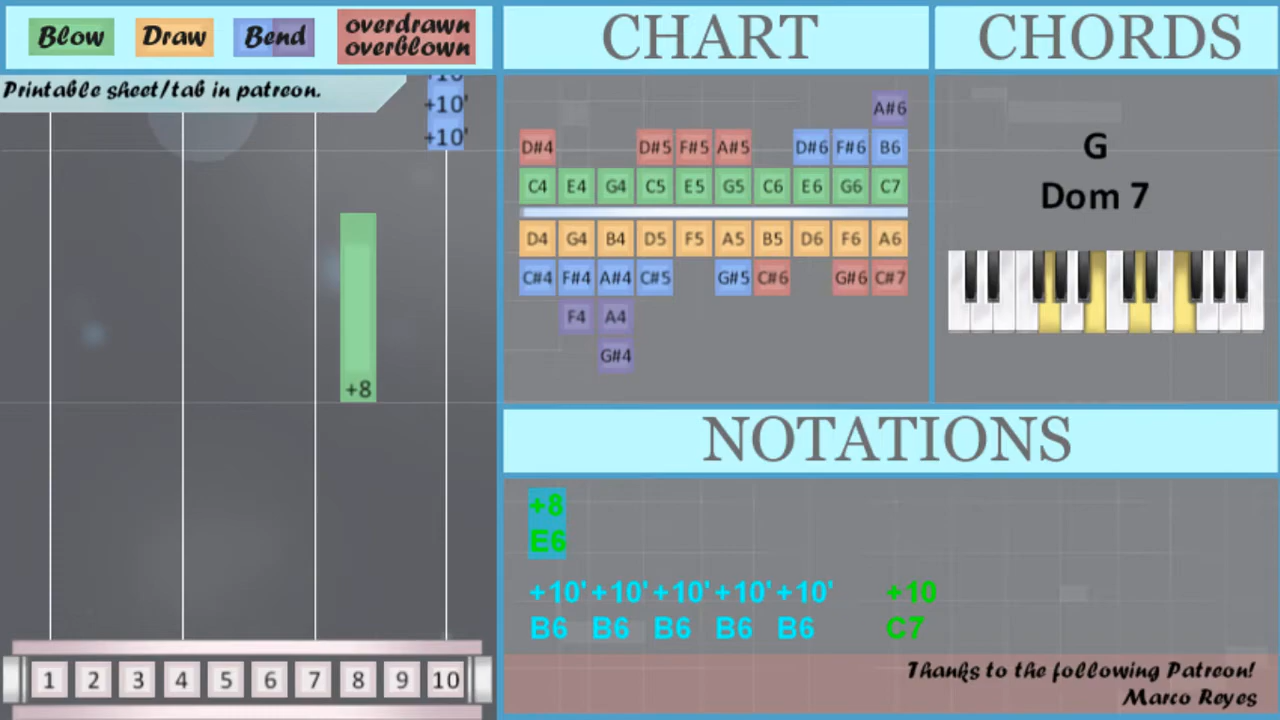 Blow Draw Bend overdrawn overblown
Printable sheet/tab in patreon.
+10'
+10'
+10'
+8
1 2 3 4 5 6 7 8 9 10
CHART
A#6
D#4 D#5 F#5 A#5 D#6 F#6 B6
C4 E4 G4 C5 E5 G5 C6 E6 G6 C7
D4 G4 B4 D5 F5 A5 B5 D6 F6 A6
C#4 F#4 A#4 C#5 G#5 C#6 G#6 C#7
F4 A4
G#4
CHORDS
G
Dom 7
NOTATIONS
+8
E6
+10' +10' +10' +10' +10' +10
B6 B6 B6 B6 B6 C7
Thanks to the following Patreon!
Marco Reyes